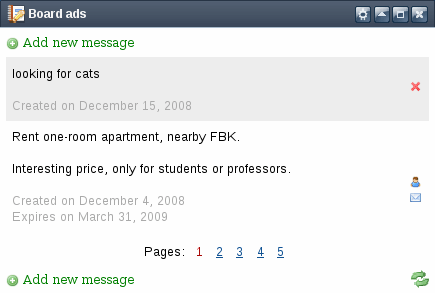 Board ads
Add new message
looking for cats
Created on December 15, 2008
Rent one-room apartment, nearby FBK.
Interesting price, only for students or professors.
Created on December 4, 2008
Expires on March 31, 2009
Pages: 1 2 3 4 5
Add new message